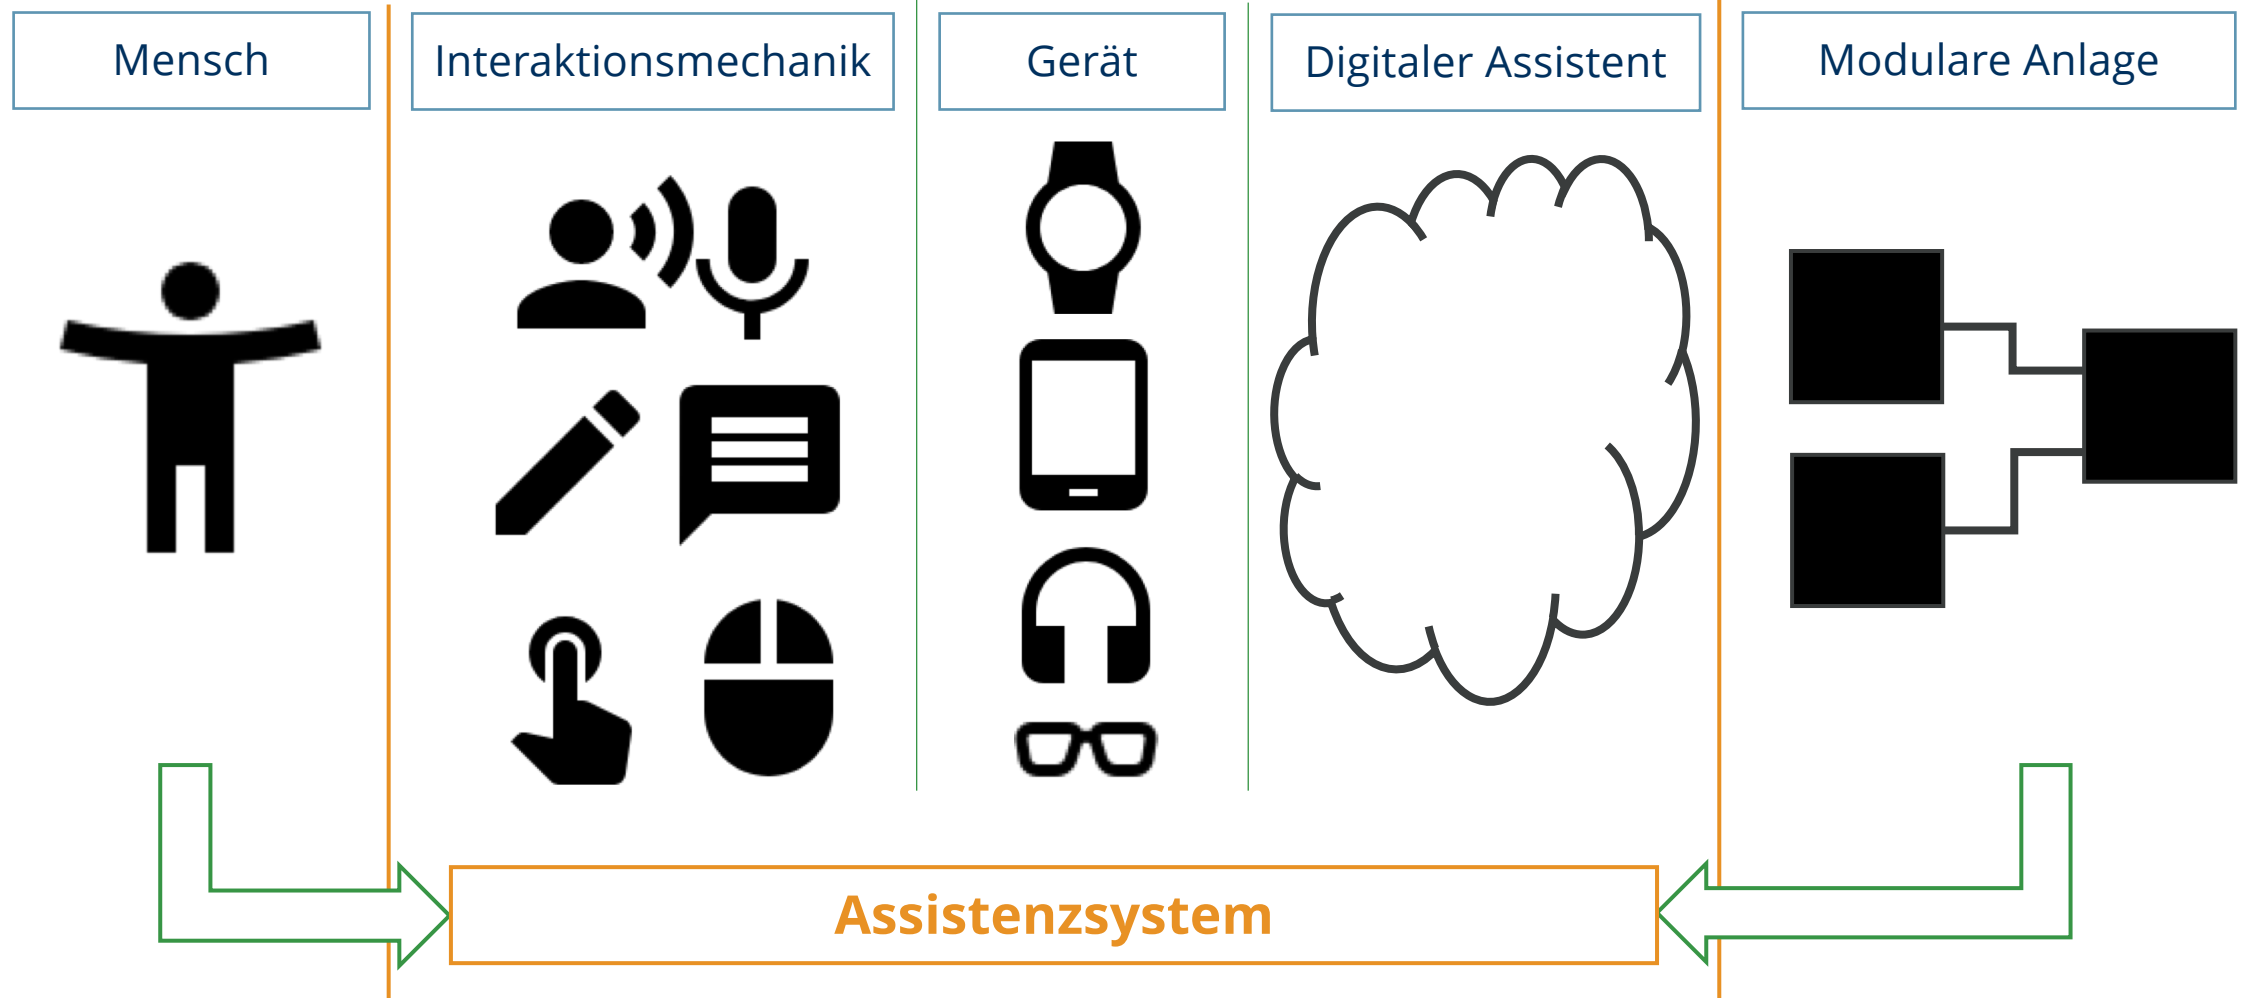 Mensch
Interaktionsmechanik
Gerät
Digitaler Assistent
Modulare Anlage
Assistenzsystem